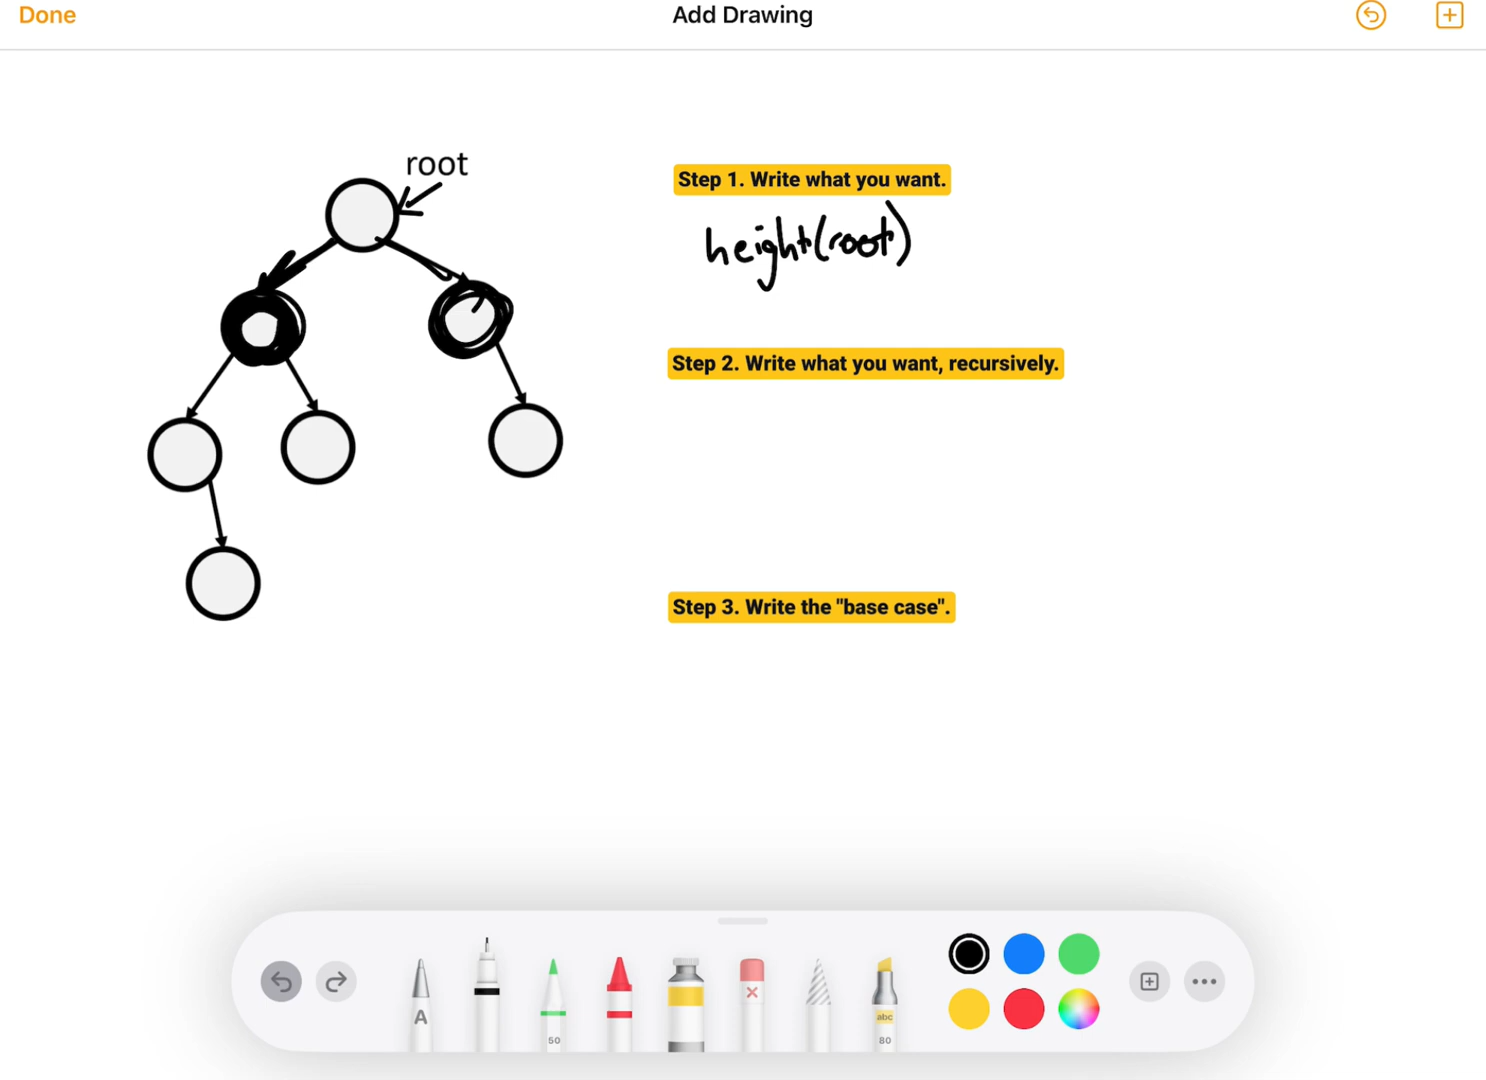 Done
Add Drawing
root
Step 1. Write what you want.
height(root)
Step 2. Write what you want, recursively.
Step 3. Write the "base case".
A
50
abc
80